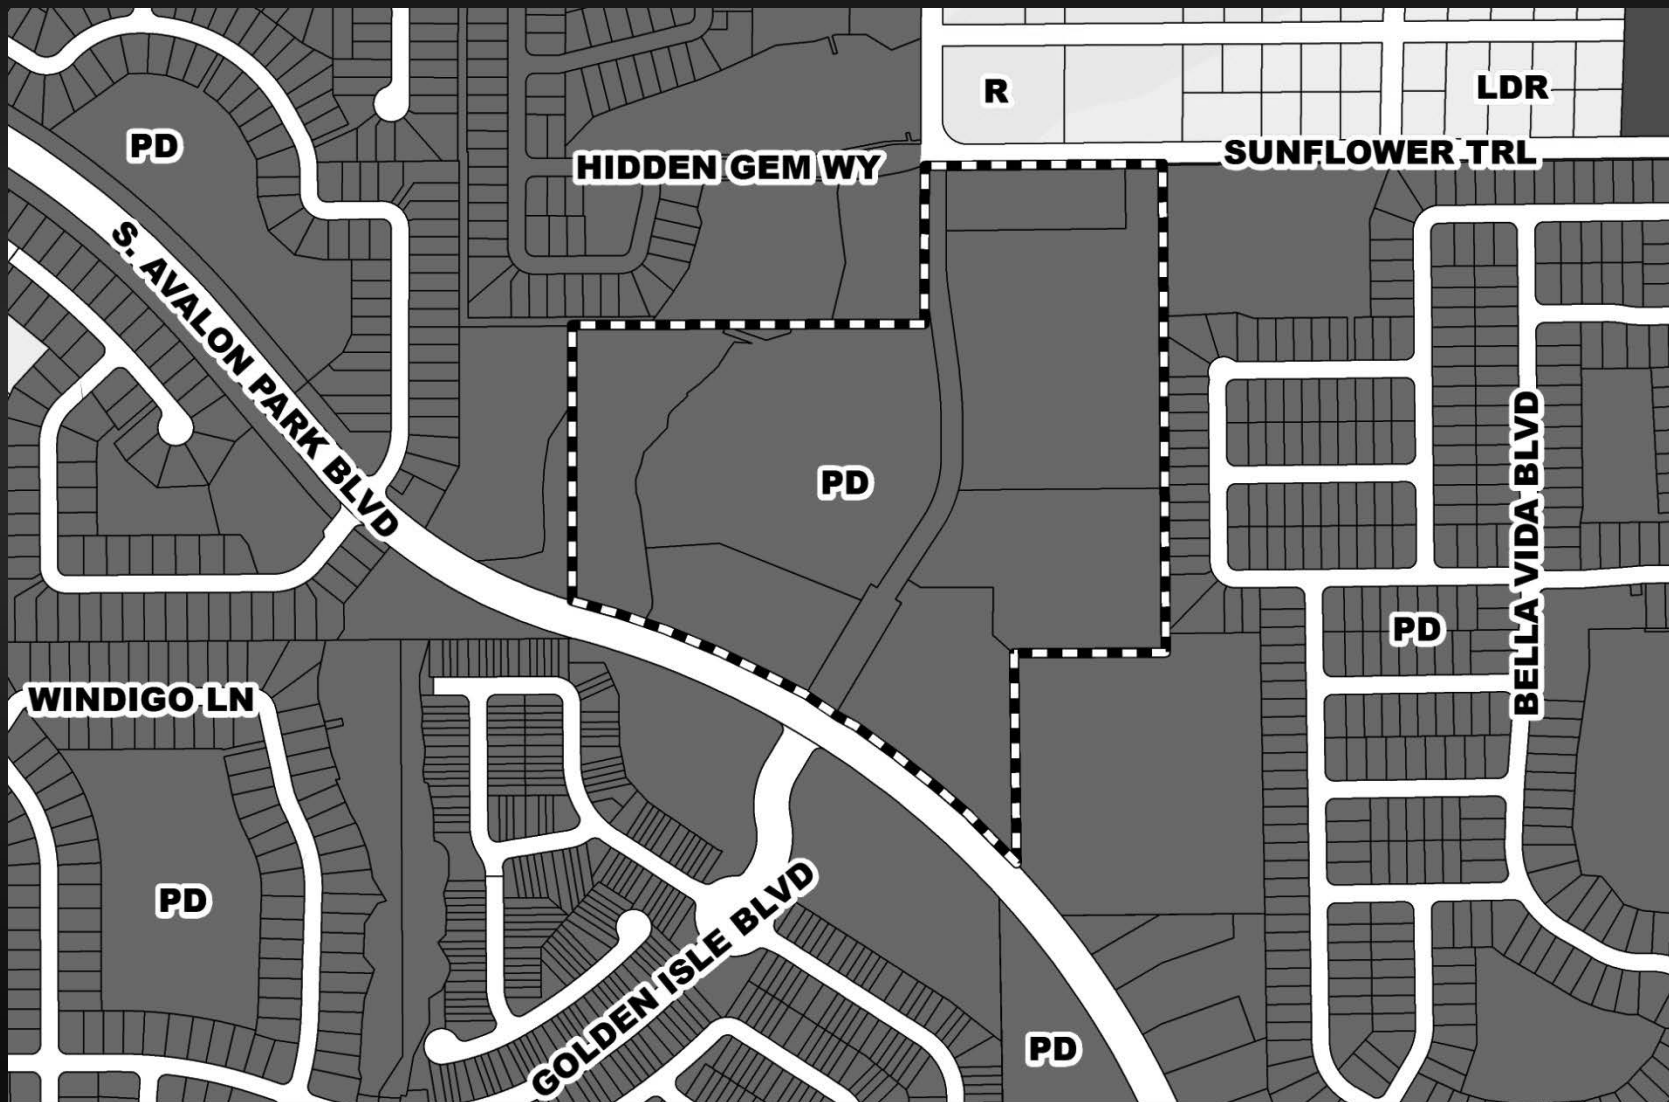 R
LDR
PD
SUNFLOWER TRL
HIDDEN GEM WY
S. AVALON PARK BLVD
PD
BELLA VIDA BLVD
PD
WINDIGO LN
PD
GOLDEN ISLE BLVD
PD